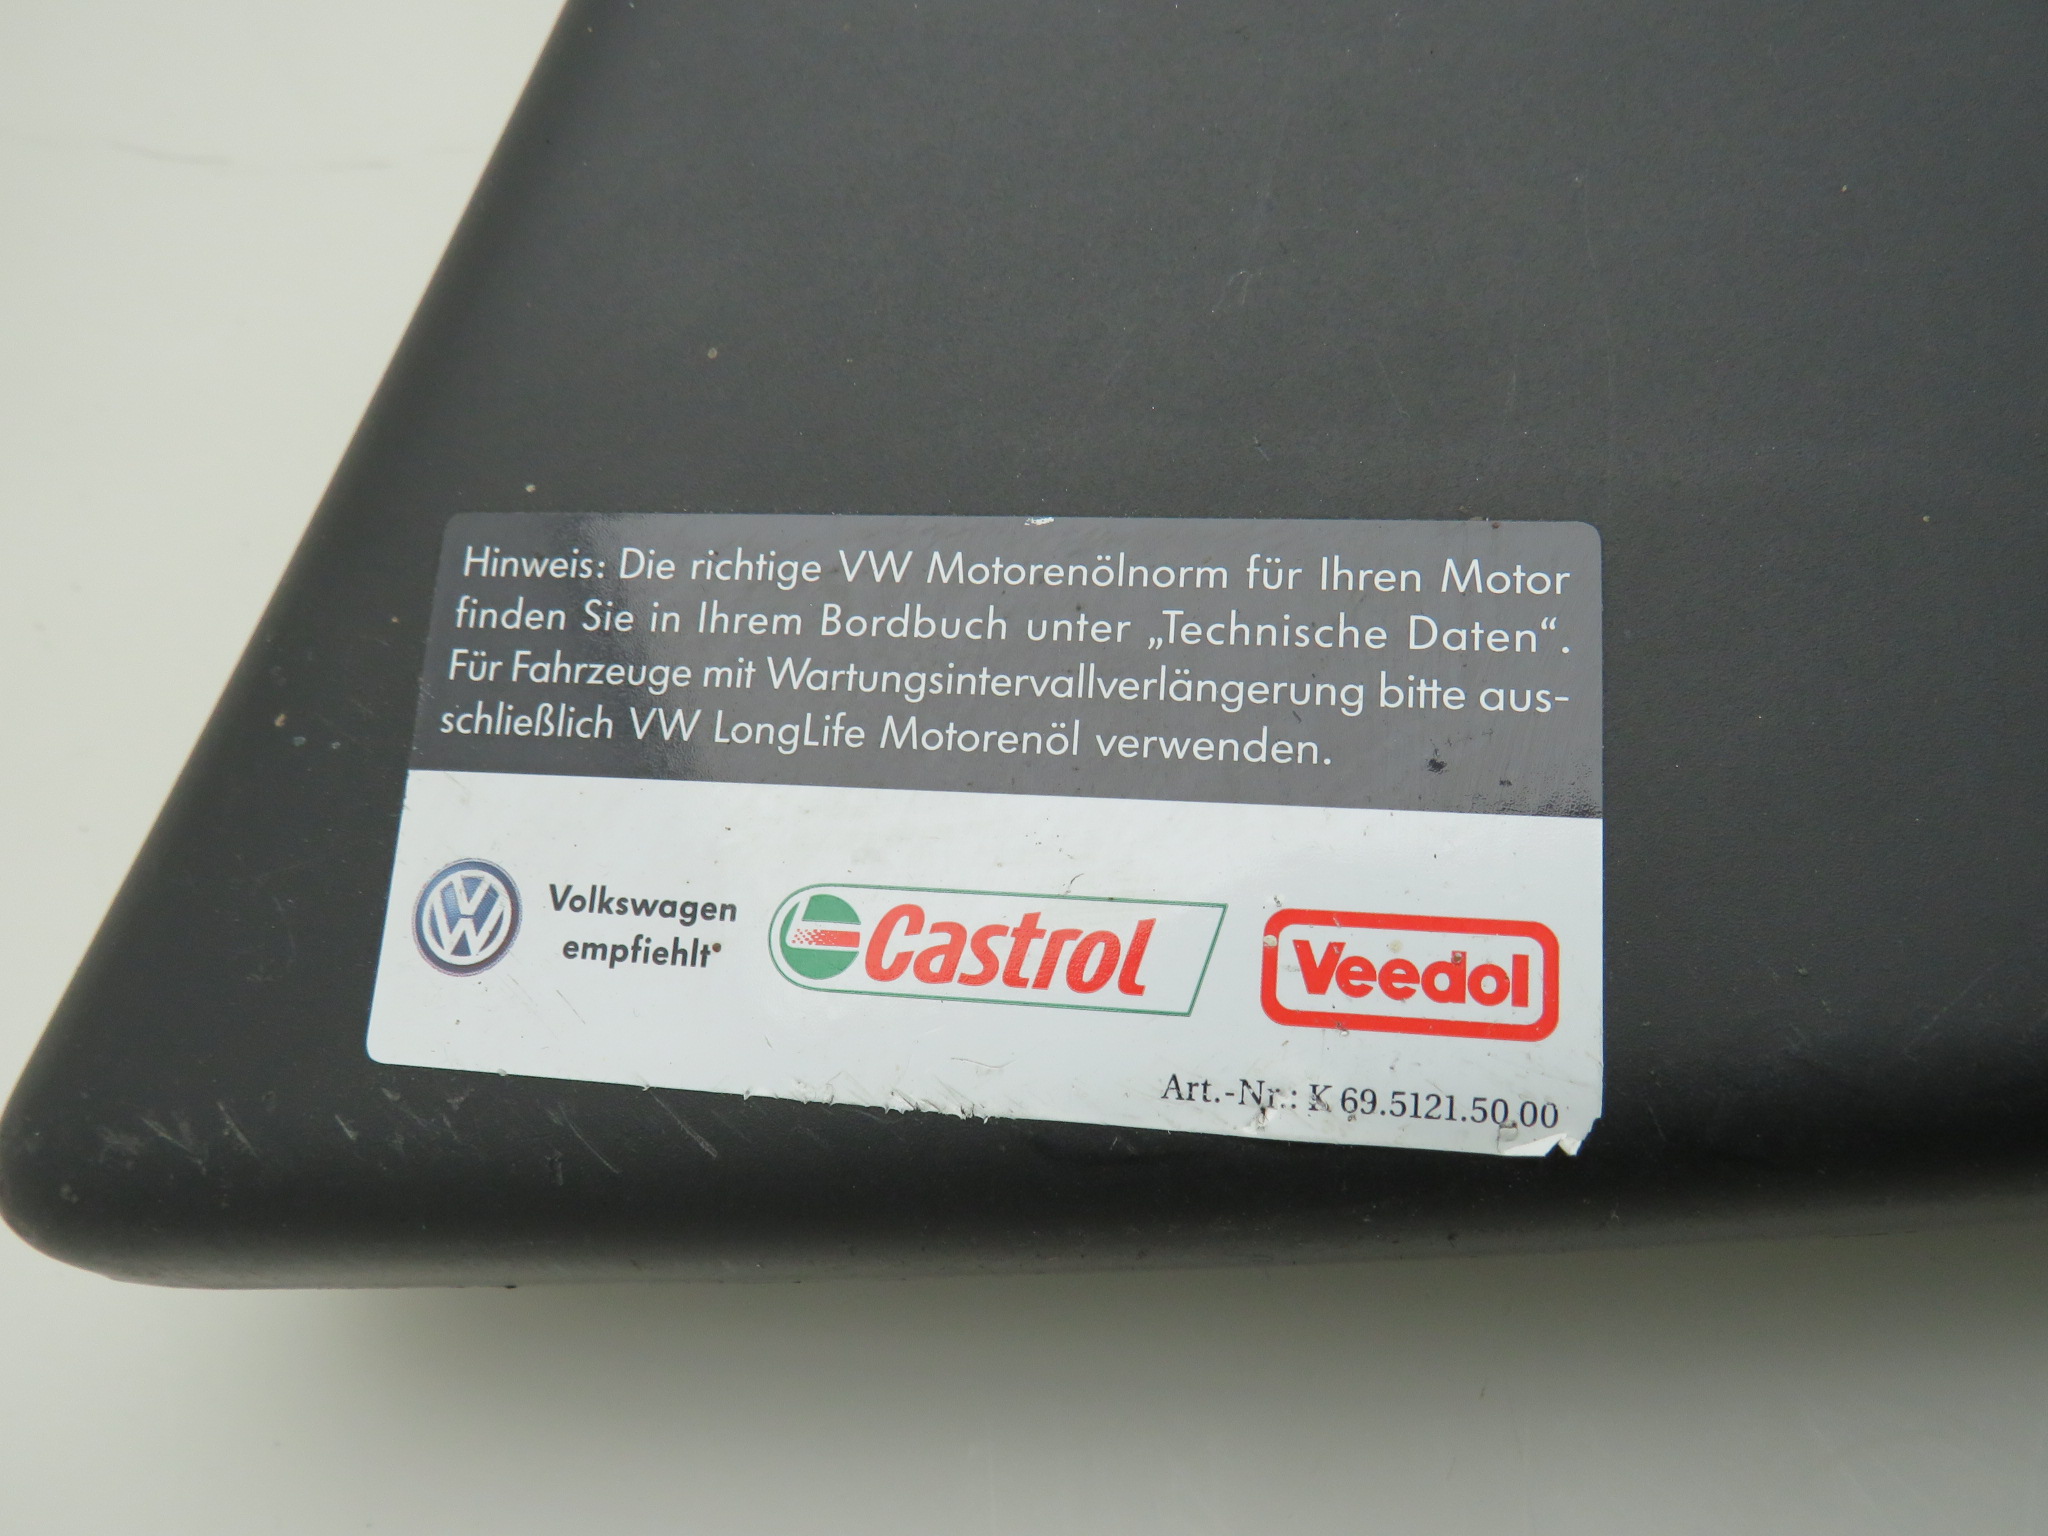 Hinweis: Die richtige VW Motorenölnorm für Ihren Motor
finden Sie in Ihrem Bordbuch unter „Technische Daten“.
Für Fahrzeuge mit Wartungsintervallverlängerung bitte aus-
schließlich VW LongLife Motorenöl verwenden.
VW
Volkswagen
empfiehlt
Castrol
Veedol
Art.-Nr.: K 69.5121.50.00